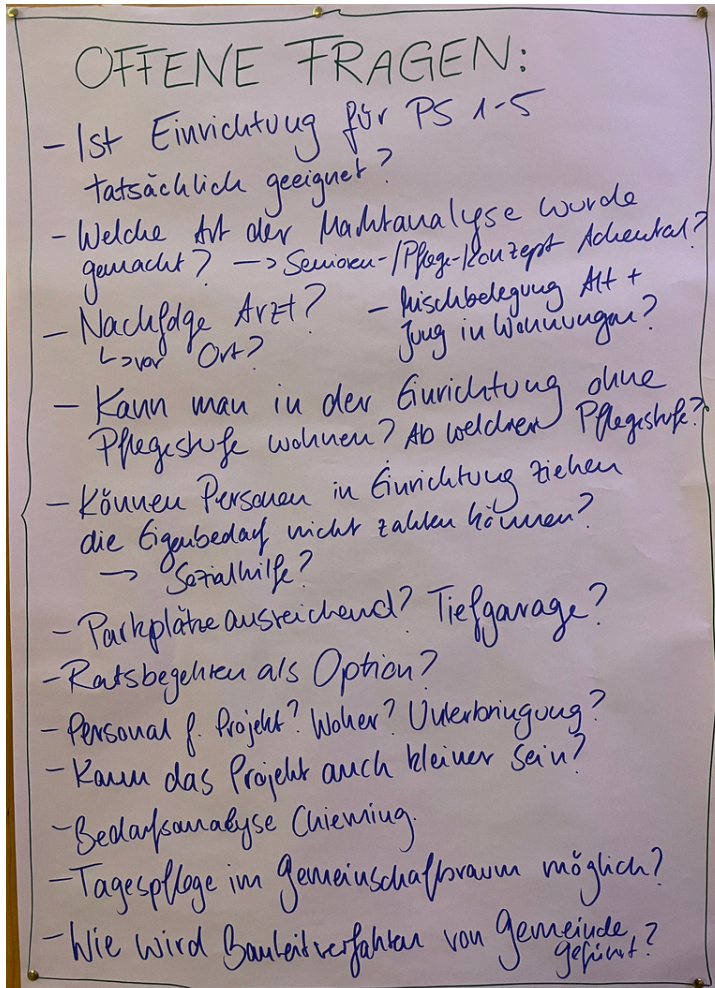 OFFENE FRAGEN:
- Ist Einrichtung für PS 1-5
tatsächlich geeignet?
- Welche Art der Marktanalyse wurde
gemacht? → Senioren-/Pflege-Konzept Achental?
- Nachfolge Arzt?
↳ vor Ort?
- Mischbelegung Alt +
Jung in Wohnungen?
- Kann man in der Einrichtung ohne
Pflegestufe wohnen? Ab welcher Pflegestufe?
- Können Personen in Einrichtung ziehen
die Eigenbedarf nicht zahlen können?
→ Sozialhilfe?
- Parkplätze ausreichend? Tiefgarage?
- Ratsbegehren als Option?
- Personal f. Projekt? Woher? Unterbringung?
- Kann das Projekt auch kleiner sein?
- Bedarfsanalyse Chieming.
- Tagespflege im Gemeinschaftsraum möglich?
- Wie wird Bauleitverfahren von Gemeinde
geführt?